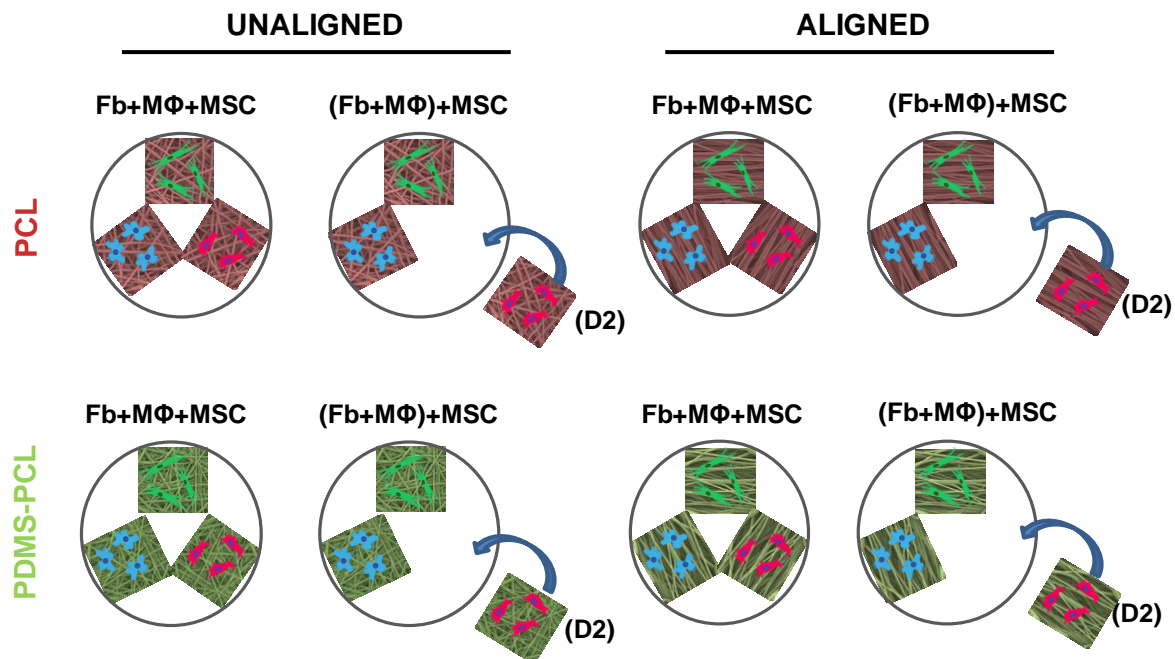 UNALIGNED
ALIGNED
Fb+MΦ+MSC
(Fb+MΦ)+MSC
Fb+MΦ+MSC
(Fb+MΦ)+MSC
PCL
(D2)
(D2)
Fb+MΦ+MSC
(Fb+MΦ)+MSC
Fb+MΦ+MSC
(Fb+MΦ)+MSC
PDMS-PCL
(D2)
(D2)